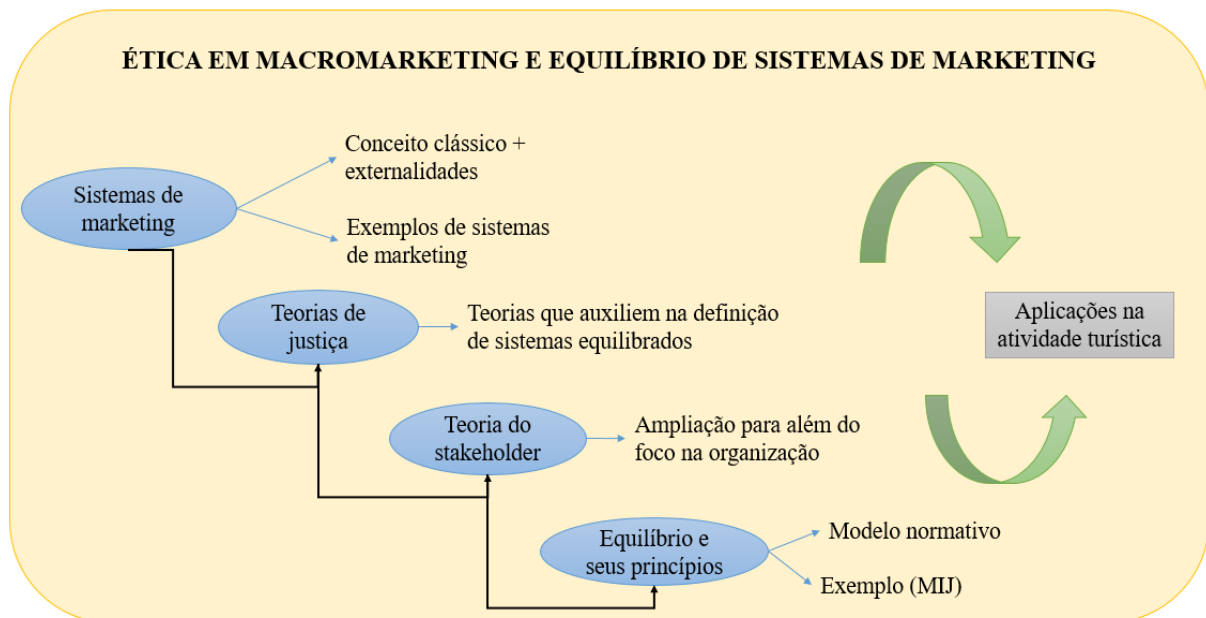 ÉTICA EM MACROMARKETING E EQUILÍBRIO DE SISTEMAS DE MARKETING
Sistemas de
marketing
Conceito clássico +
externalidades
Exemplos de sistemas
de marketing
Teorias de
justiça
Teorias que auxiliem na definição
de sistemas equilibrados
Aplicações na
atividade turística
Teoria do
stakeholder
Ampliação para além do
foco na organização
Equilíbrio e
seus princípios
Modelo normativo
Exemplo (MIJ)